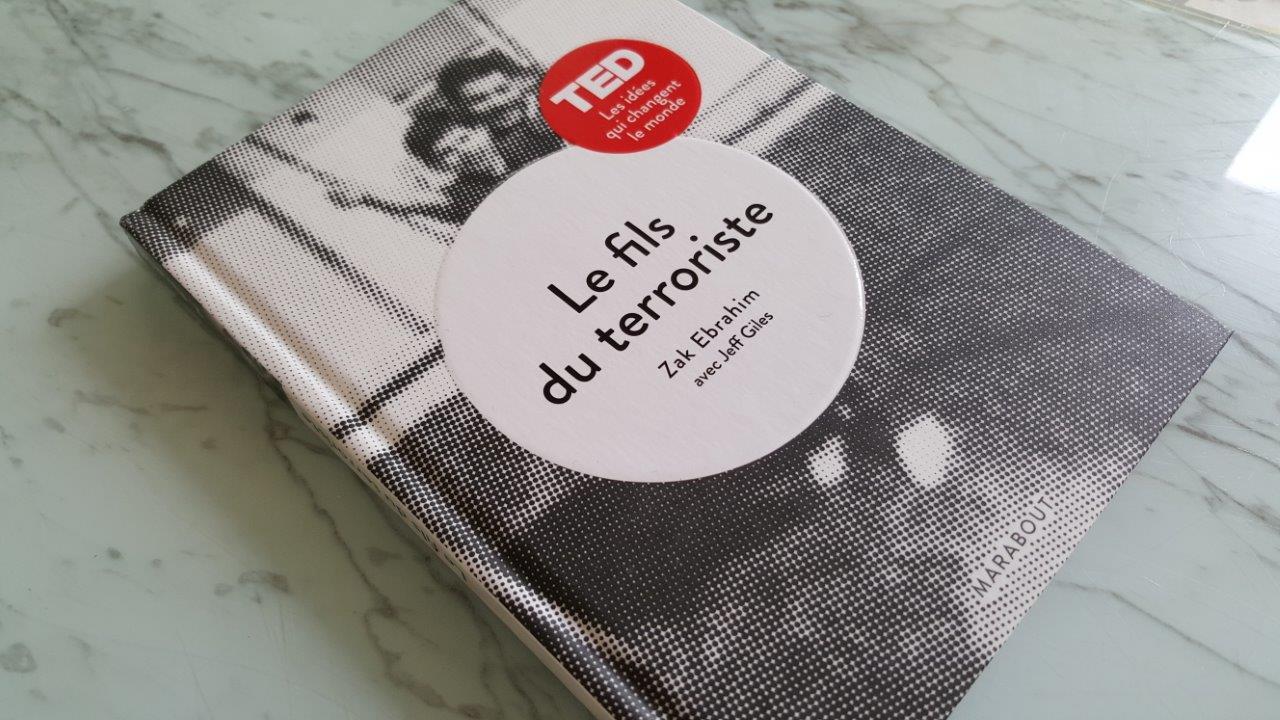 TED
Les idées
qui changent
le monde
Le fils
du terroriste
Zak Ebrahim
avec Jeff Giles
MARABOUT